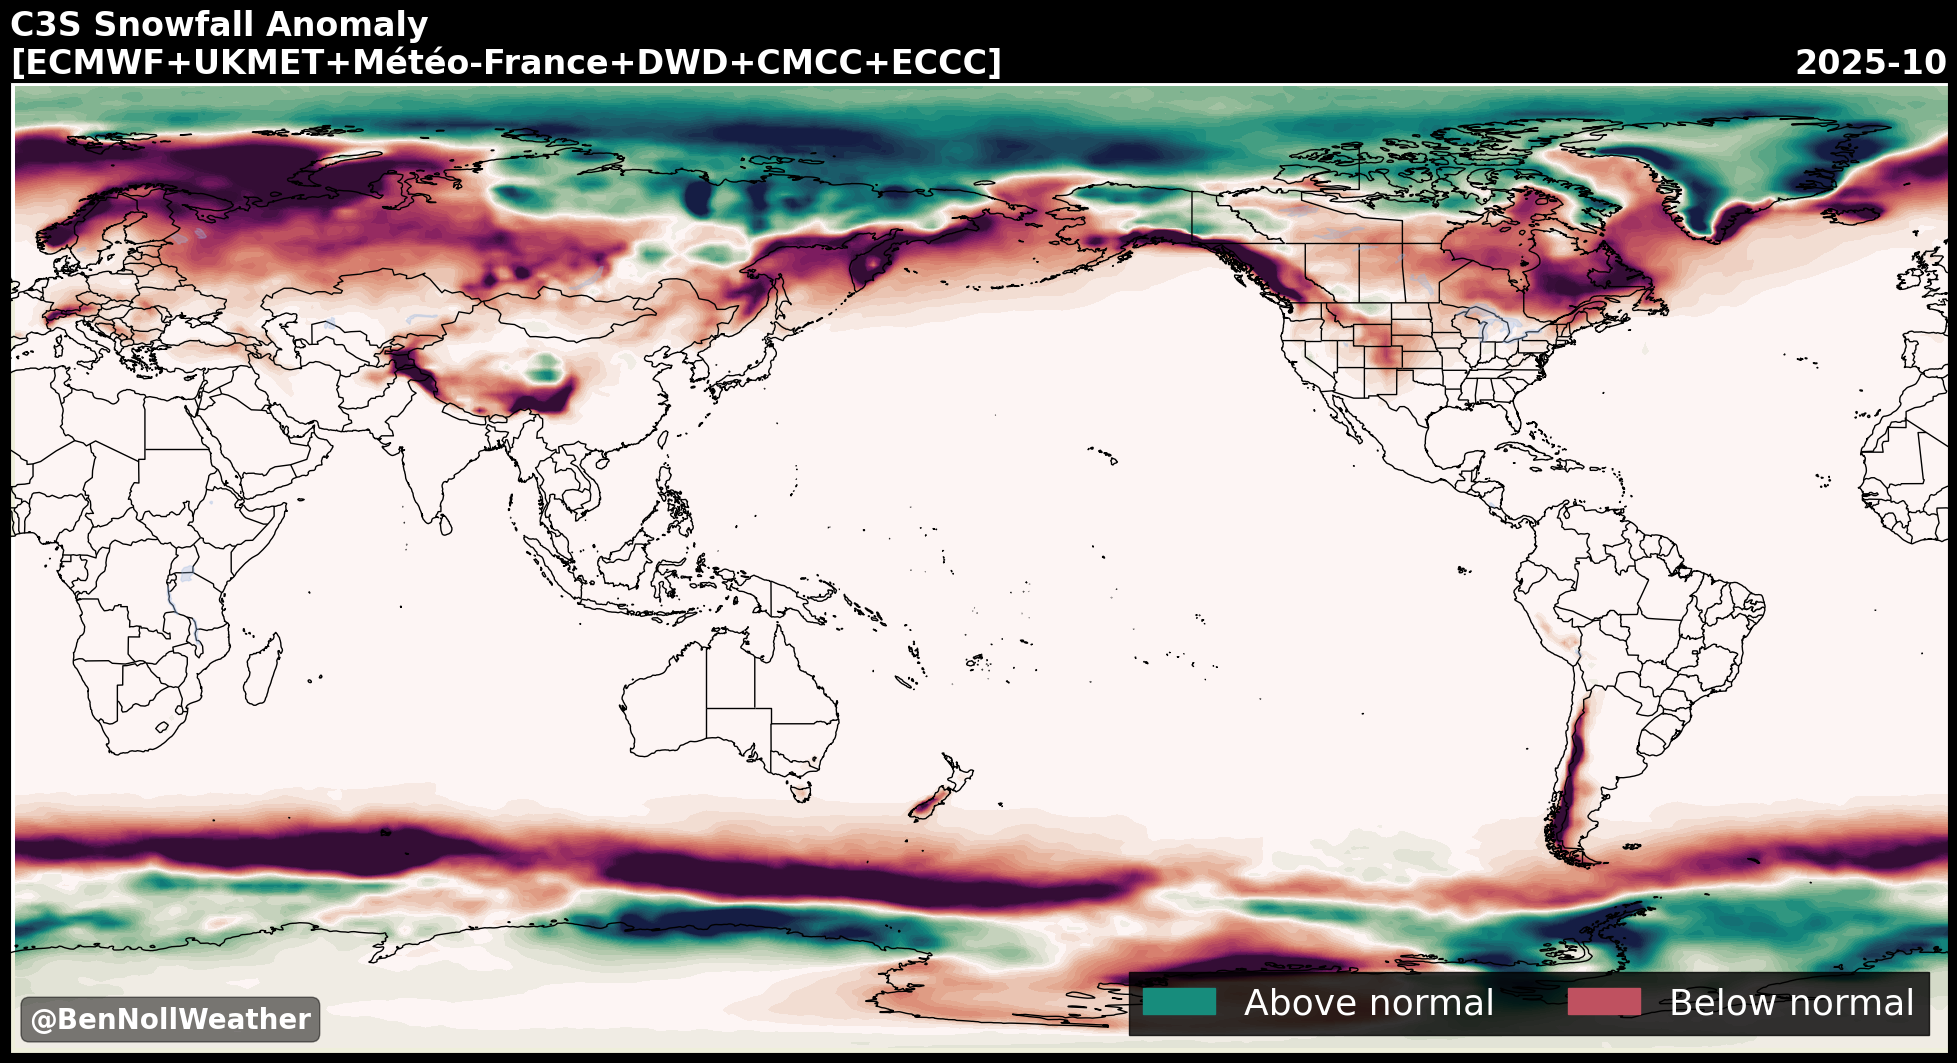 C3S Snowfall Anomaly
[ECMWF+UKMET+Météo-France+DWD+CMCC+ECCC]
2025-10
@BenNollWeather
Above normal
Below normal